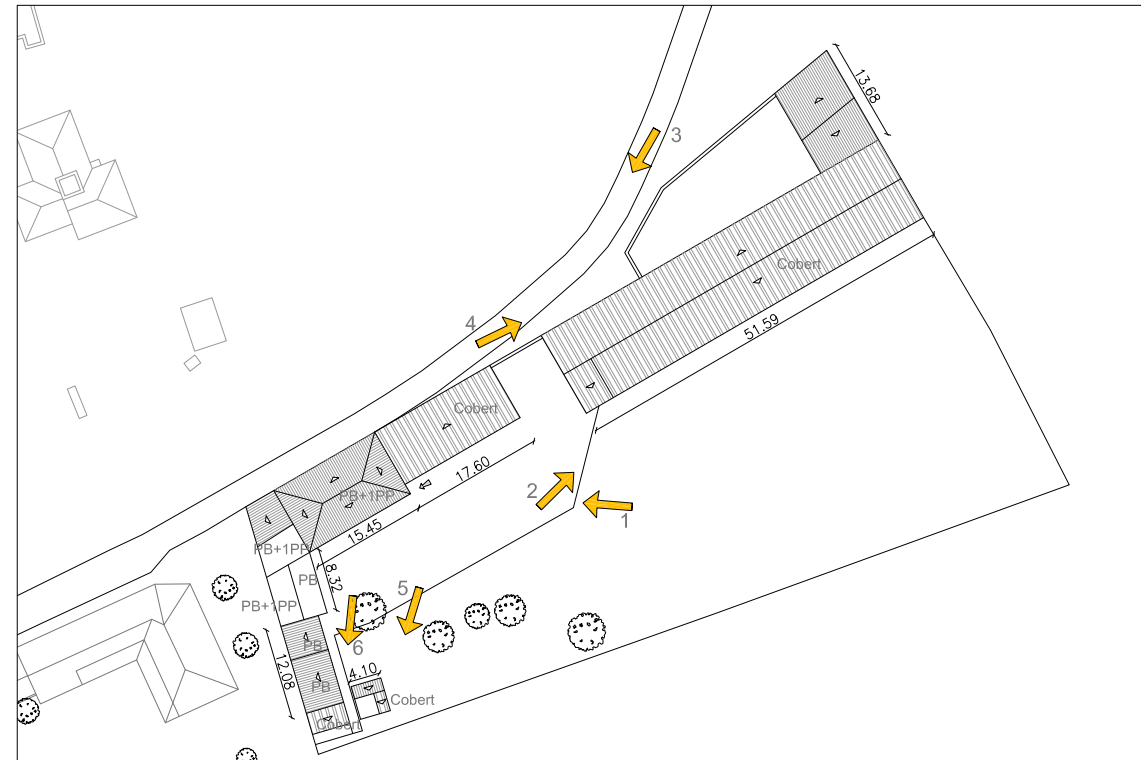 13.68
3
Cobert
51.59
4
Cobert
17.60
PB+1PP
2
1
15.45
PB+1PP
8.32
PB
5
PB+1PP
PB
6
12.08
4.10
PB
Cobert
Cobert